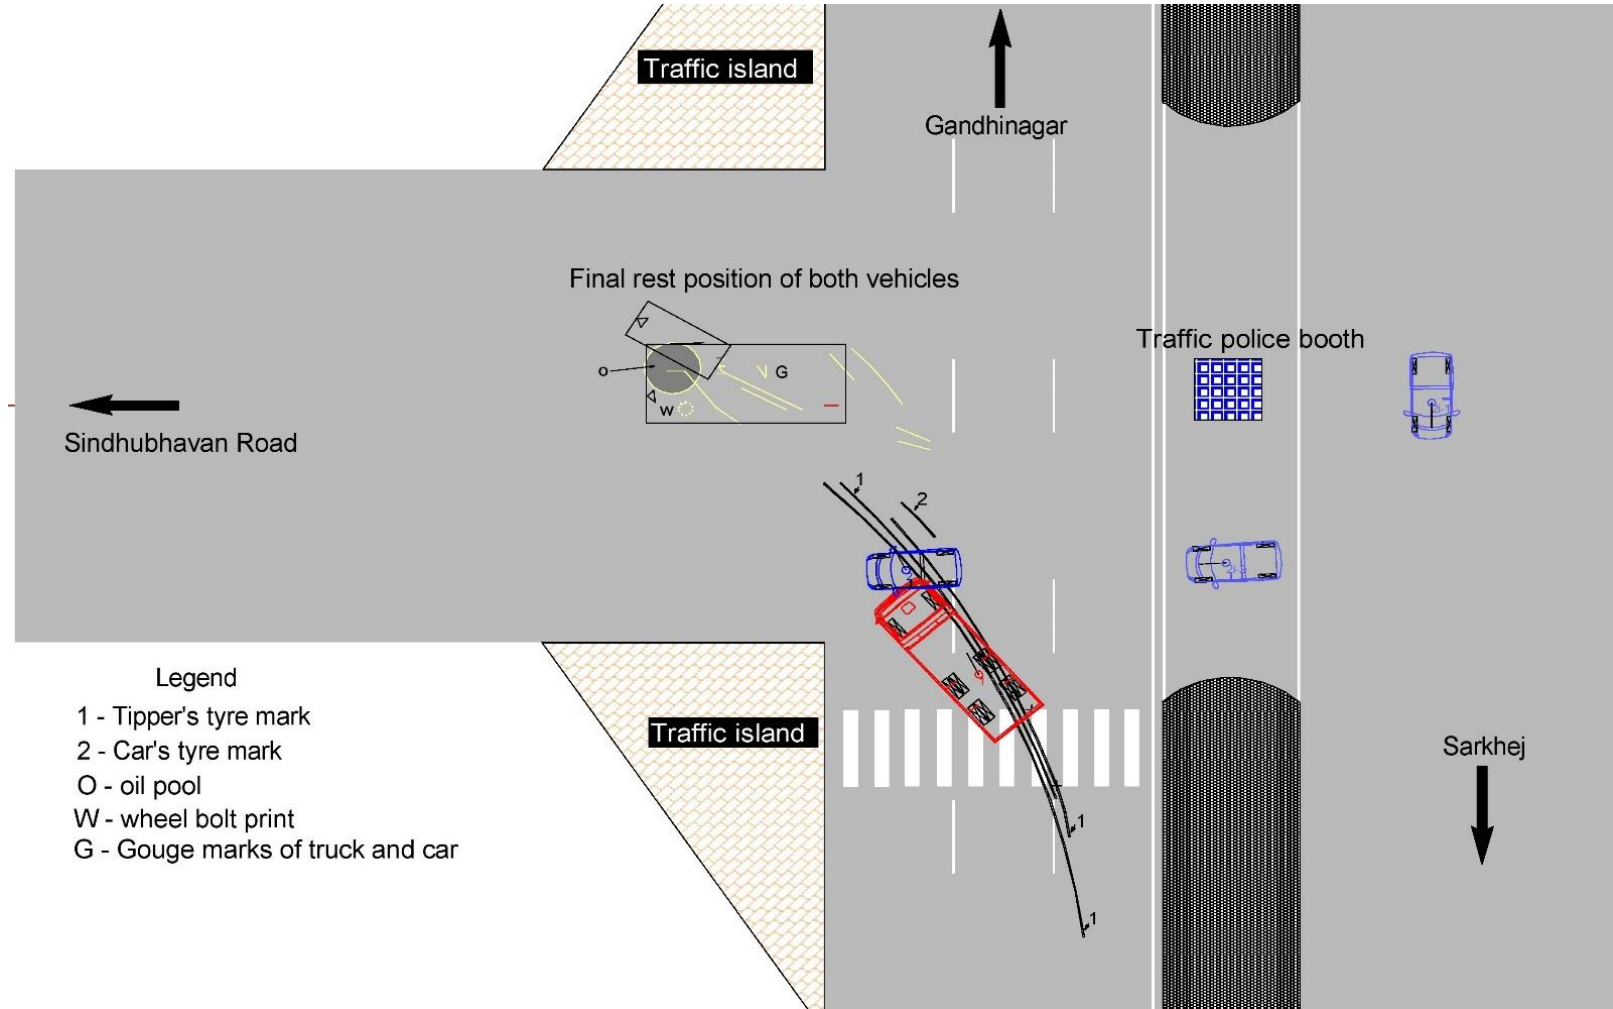 Traffic island
Gandhinagar
Final rest position of both vehicles
Traffic police booth
O
G
W
Sindhubhavan Road
1
2
Legend
1 - Tipper's tyre mark
2 - Car's tyre mark
O - oil pool
W - wheel bolt print
G - Gouge marks of truck and car
Traffic island
Sarkhej
1
1